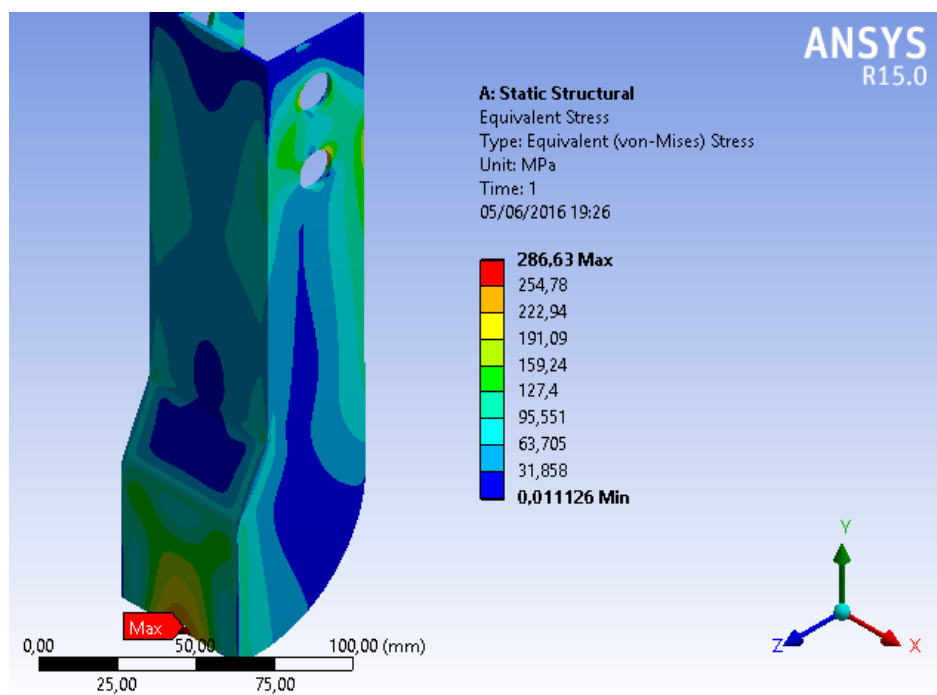 ANSYS
R15.0
A: Static Structural
Equivalent Stress
Type: Equivalent (von-Mises) Stress
Unit: MPa
Time: 1
05/06/2016 19:26
286,63 Max
254,78
222,94
191,09
159,24
127,4
95,551
63,705
31,858
0,011126 Min
Max
0,00 50,00 100,00 (mm)
25,00 75,00
Y
Z X